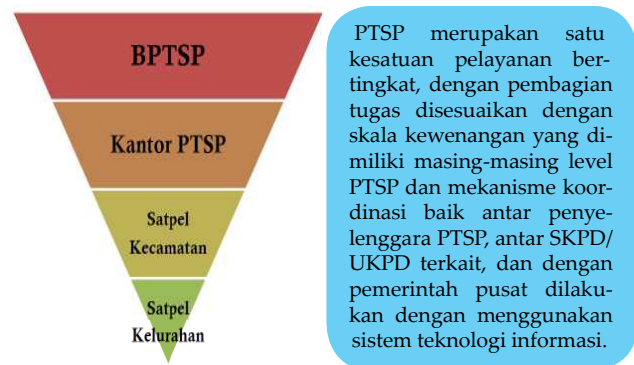 BPTSP
Kantor PTSP
Satpel
Kecamatan
Satpel
Kelurahan
PTSP merupakan satu
kesatuan pelayanan ber-
tingkat, dengan pembagian
tugas disesuaikan dengan
skala kewenangan yang di-
miliki masing-masing level
PTSP dan mekanisme koor-
dinasi baik antar penye-
lenggara PTSP, antar SKPD/
UKPD terkait, dan dengan
pemerintah pusat dilaku-
kan dengan menggunakan
sistem teknologi informasi.